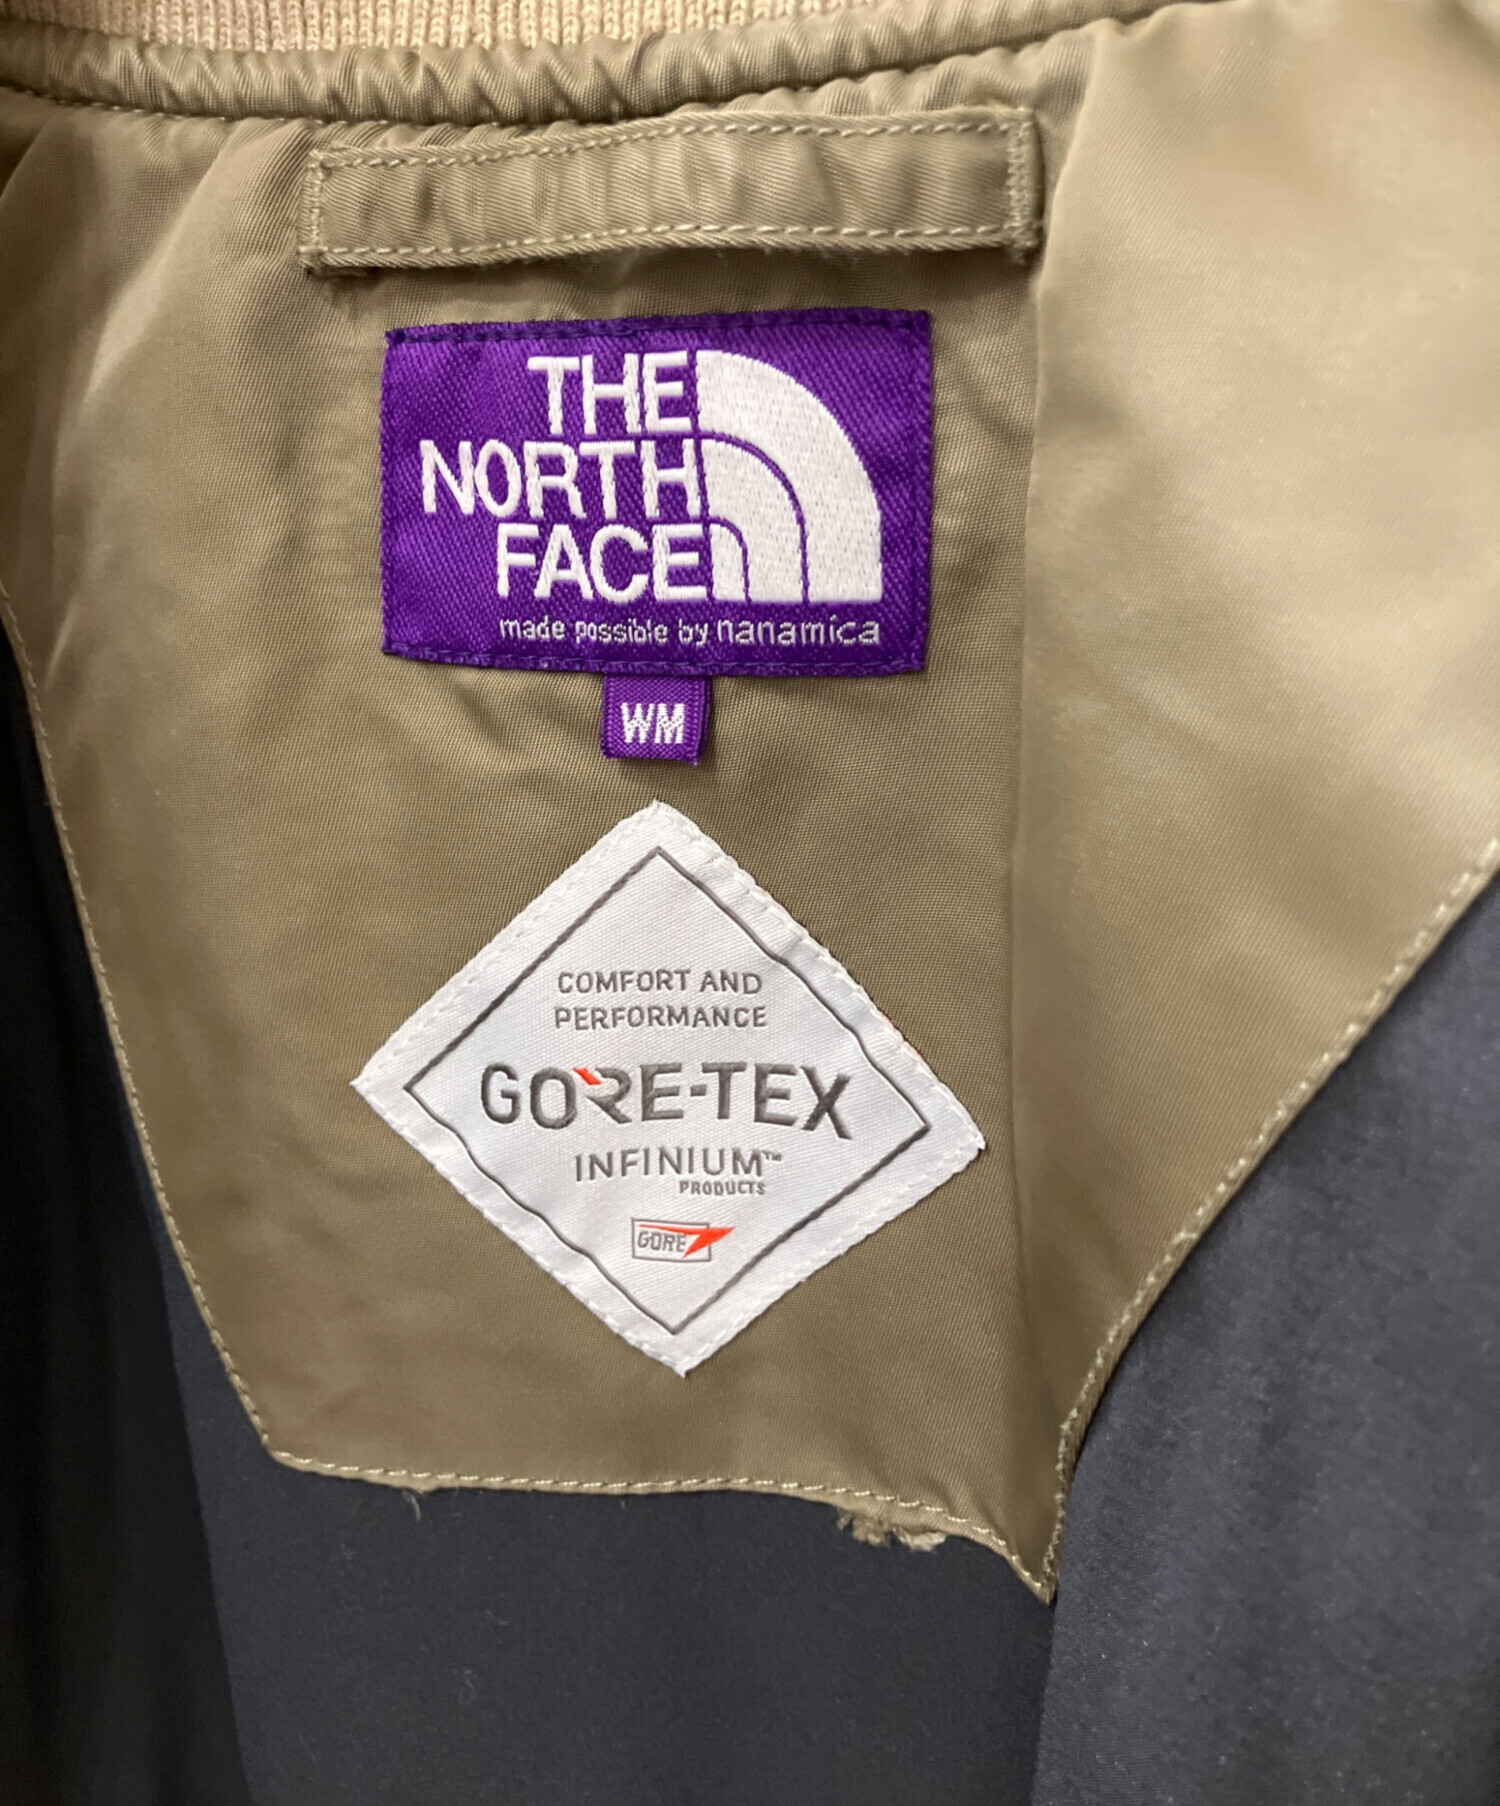 THE
NORTH
FACE
made possible by nanamica
WM
COMFORT AND
PERFORMANCE
GORE-TEX
INFINIUM™
PRODUCTS
GORE